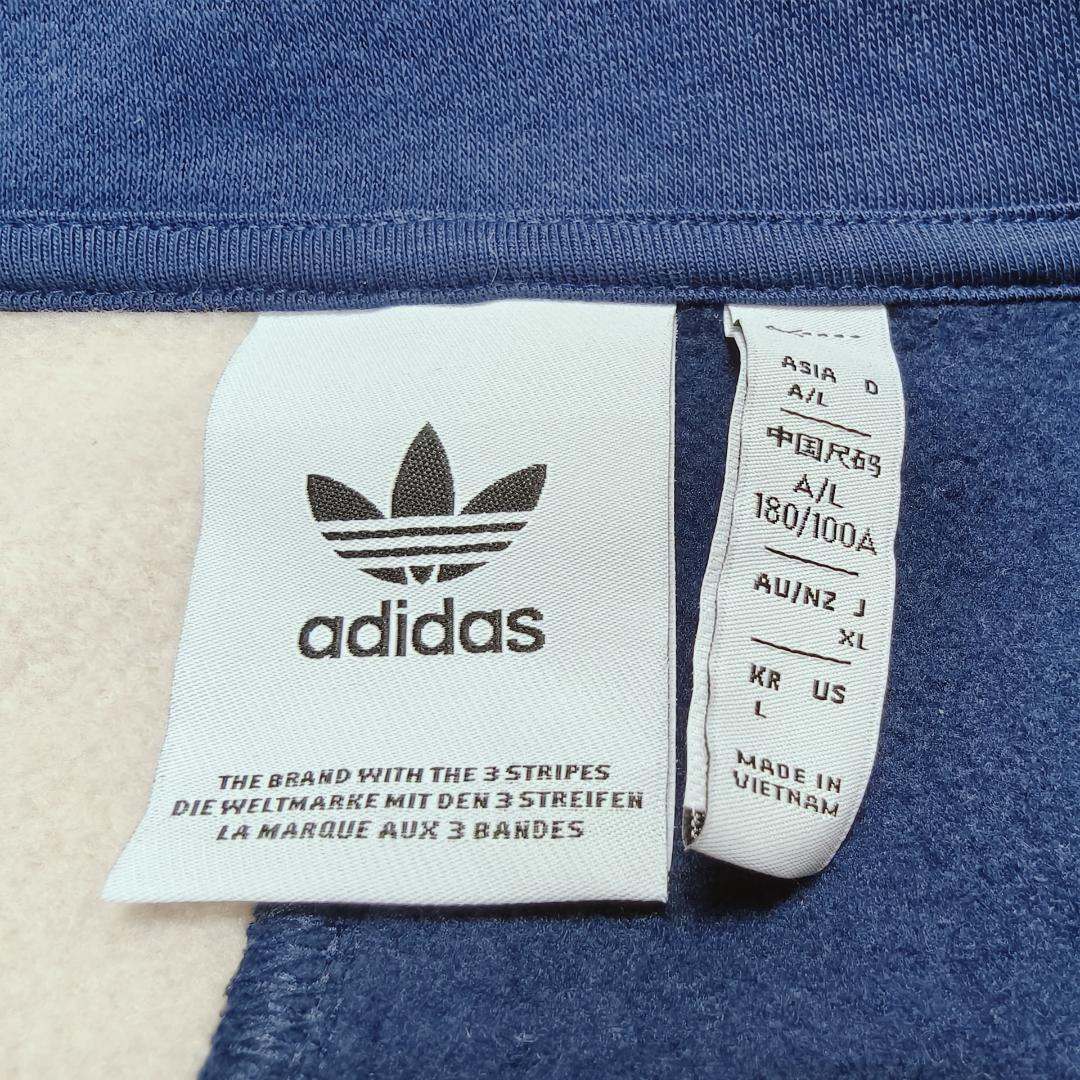 adidas
THE BRAND WITH THE 3 STRIPES
DIE WELTMARKE MIT DEN 3 STREIFEN
LA MARQUE AUX 3 BANDES
ASIA D
A/L
中国尺码
A/L
180/100A
AU/NZ J
XL
KR US
L
MADE IN
VIETNAM